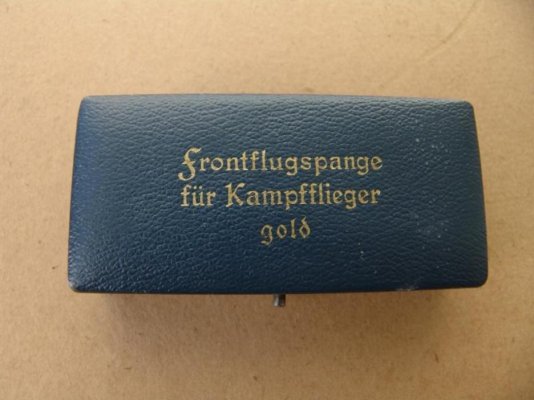 Frontflugspange
für Kampfflieger
gold